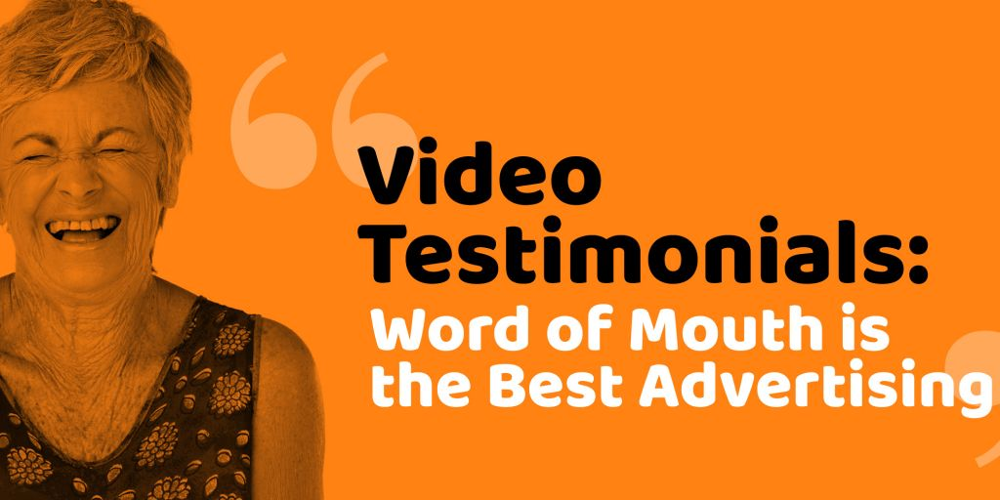 Video
Testimonials:
Word of Mouth is
the Best Advertising